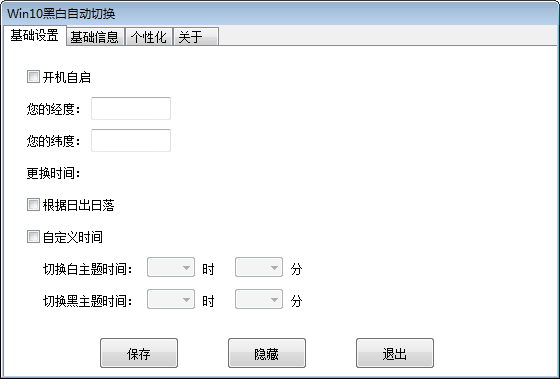 Win10黑白自动切换
基础设置 基础信息 个性化 关于
开机自启
您的经度：
您的纬度：
更换时间：
根据日出日落
自定义时间
切换白主题时间： 时 分
切换黑主题时间： 时 分
保存 隐藏 退出